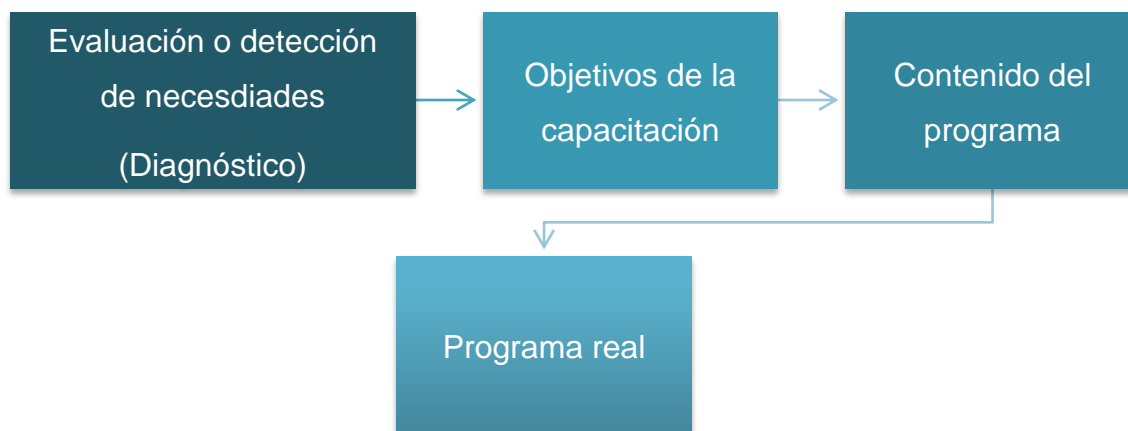 Evaluación o detección
de necesdiades
(Diagnóstico)
Objetivos de la
capacitación
Contenido del
programa
Programa real